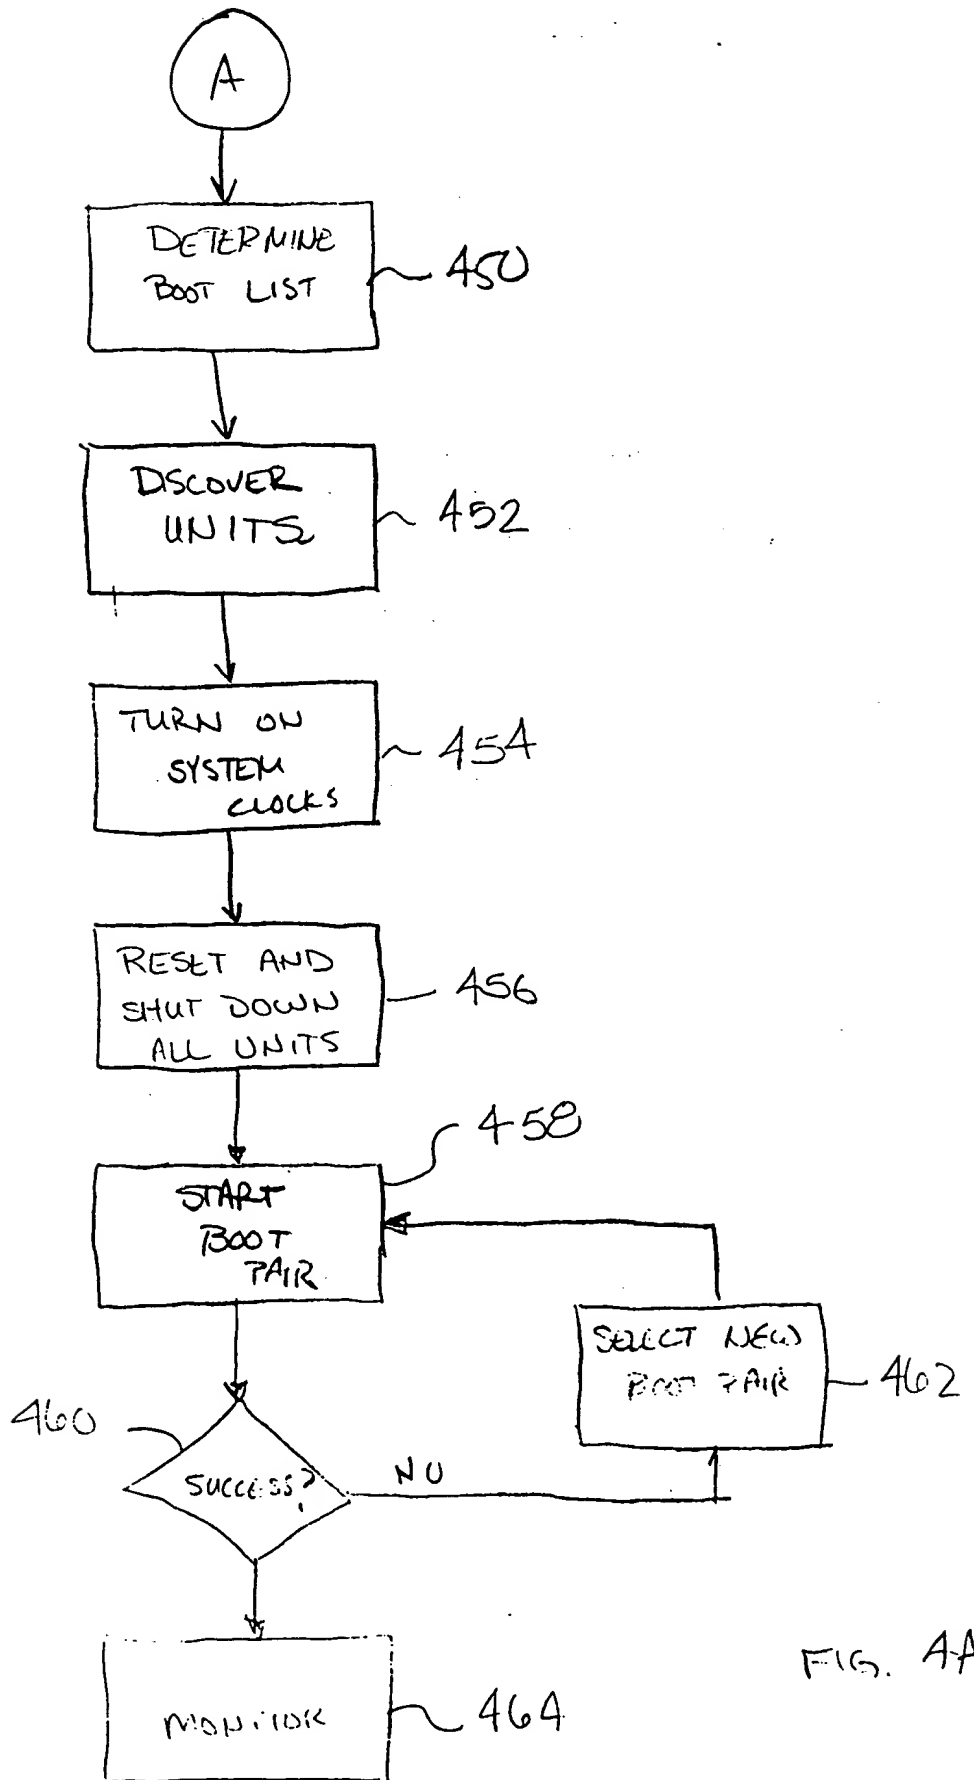 A
DETERMINE
BOOT LIST
450
DISCOVER
UNITS
452
TURN ON
SYSTEM
CLOCKS
454
RESET AND
SHUT DOWN
ALL UNITS
456
458
START
BOOT
PAIR
SELECT NEW
BOOT PAIR
462
460
SUCCESS?
NO
MONITOR
464
FIG. 4A